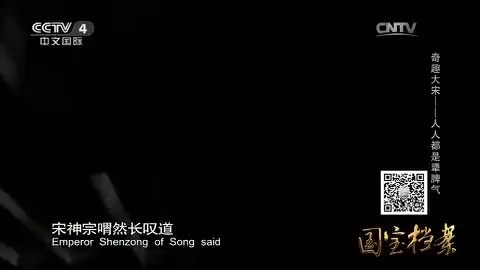 CCTV 4
中文国际
CNTV
奇趣大宋——人人都是犟脾气
宋神宗喟然长叹道
Emperor Shenzong of Song said
国宝档案